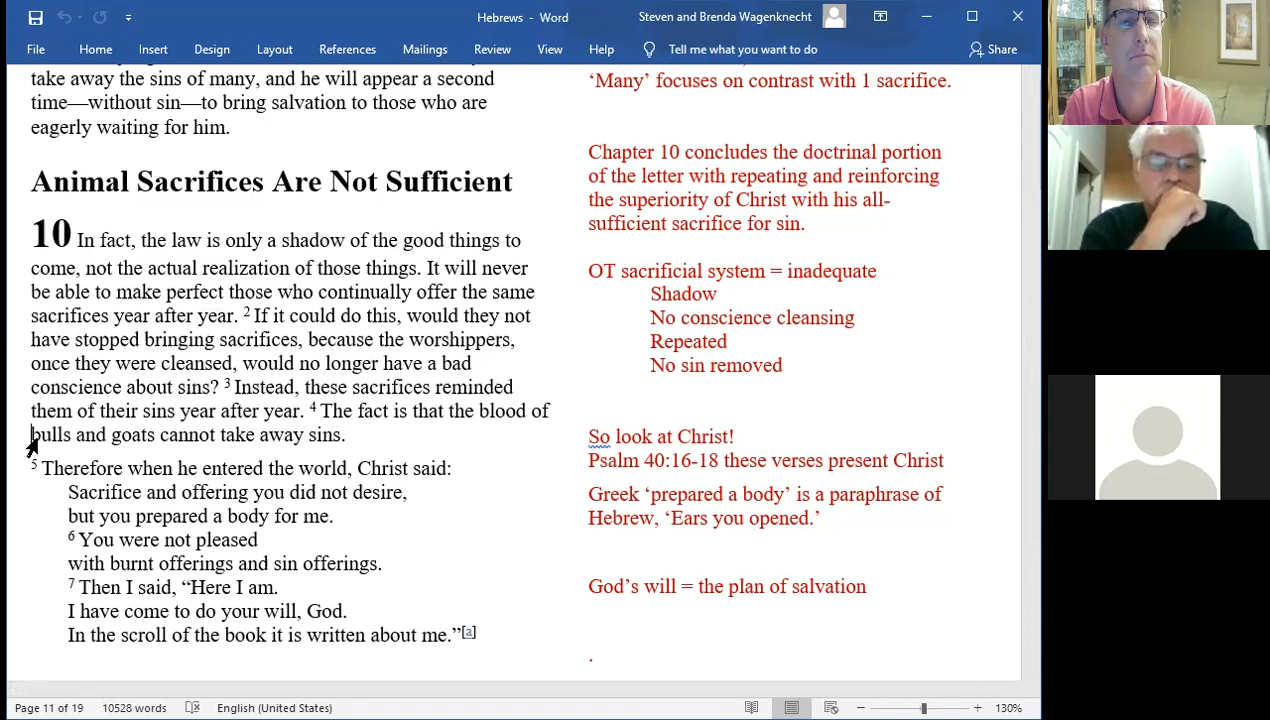 Hebrews - Word
Steven and Brenda Wagenknecht
File Home Insert Design Layout References Mailings Review View Help Tell me what you want to do Share
take away the sins of many, and he will appear a second
time—without sin—to bring salvation to those who are
eagerly waiting for him.
Animal Sacrifices Are Not Sufficient
10 In fact, the law is only a shadow of the good things to
come, not the actual realization of those things. It will never
be able to make perfect those who continually offer the same
sacrifices year after year. 2 If it could do this, would they not
have stopped bringing sacrifices, because the worshippers,
once they were cleansed, would no longer have a bad
conscience about sins? 3 Instead, these sacrifices reminded
them of their sins year after year. 4 The fact is that the blood of
bulls and goats cannot take away sins.
5 Therefore when he entered the world, Christ said:
Sacrifice and offering you did not desire,
but you prepared a body for me.
6 You were not pleased
with burnt offerings and sin offerings.
7 Then I said, “Here I am.
I have come to do your will, God.
In the scroll of the book it is written about me.”[a]
‘Many’ focuses on contrast with 1 sacrifice.
Chapter 10 concludes the doctrinal portion
of the letter with repeating and reinforcing
the superiority of Christ with his all-
sufficient sacrifice for sin.
OT sacrificial system = inadequate
Shadow
No conscience cleansing
Repeated
No sin removed
So look at Christ!
Psalm 40:16-18 these verses present Christ
Greek ‘prepared a body’ is a paraphrase of
Hebrew, ‘Ears you opened.’
God’s will = the plan of salvation
.
Page 11 of 19 10528 words English (United States) 130%